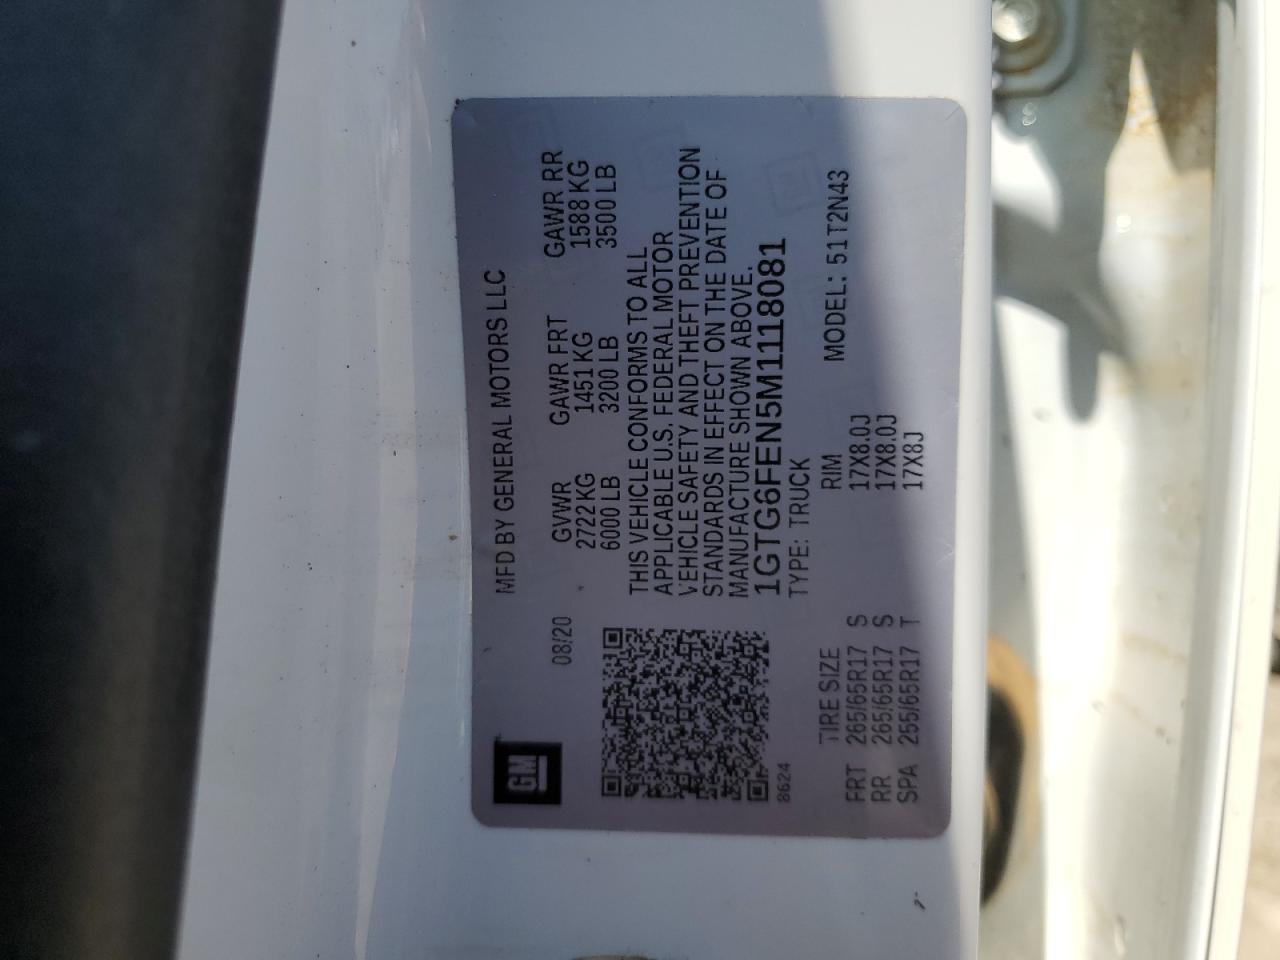 GM
MFD BY GENERAL MOTORS LLC
08/20
GVWR GAWR FRT GAWR RR
2722 KG 1451 KG 1588 KG
6000 LB 3200 LB 3500 LB
THIS VEHICLE CONFORMS TO ALL
APPLICABLE U.S. FEDERAL MOTOR
VEHICLE SAFETY AND THEFT PREVENTION
STANDARDS IN EFFECT ON THE DATE OF
MANUFACTURE SHOWN ABOVE.
1GTG6FEN5M1118081
8624
TYPE: TRUCK
TIRE SIZE RIM MODEL: 51T2N43
FRT 265/65R17 S 17X8.0J
RR 265/65R17 S 17X8.0J
SPA 255/65R17 T 17X8J